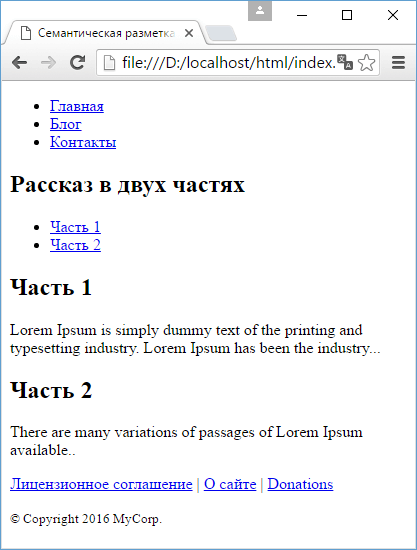 Семантическая разметка
file:///D:/localhost/html/index.
Главная
Блог
Контакты
Рассказ в двух частях
Часть 1
Часть 2
Часть 1
Lorem Ipsum is simply dummy text of the printing and
typesetting industry. Lorem Ipsum has been the industry...
Часть 2
There are many variations of passages of Lorem Ipsum
available..
Лицензионное соглашение | О сайте | Donations
© Copyright 2016 MyCorp.